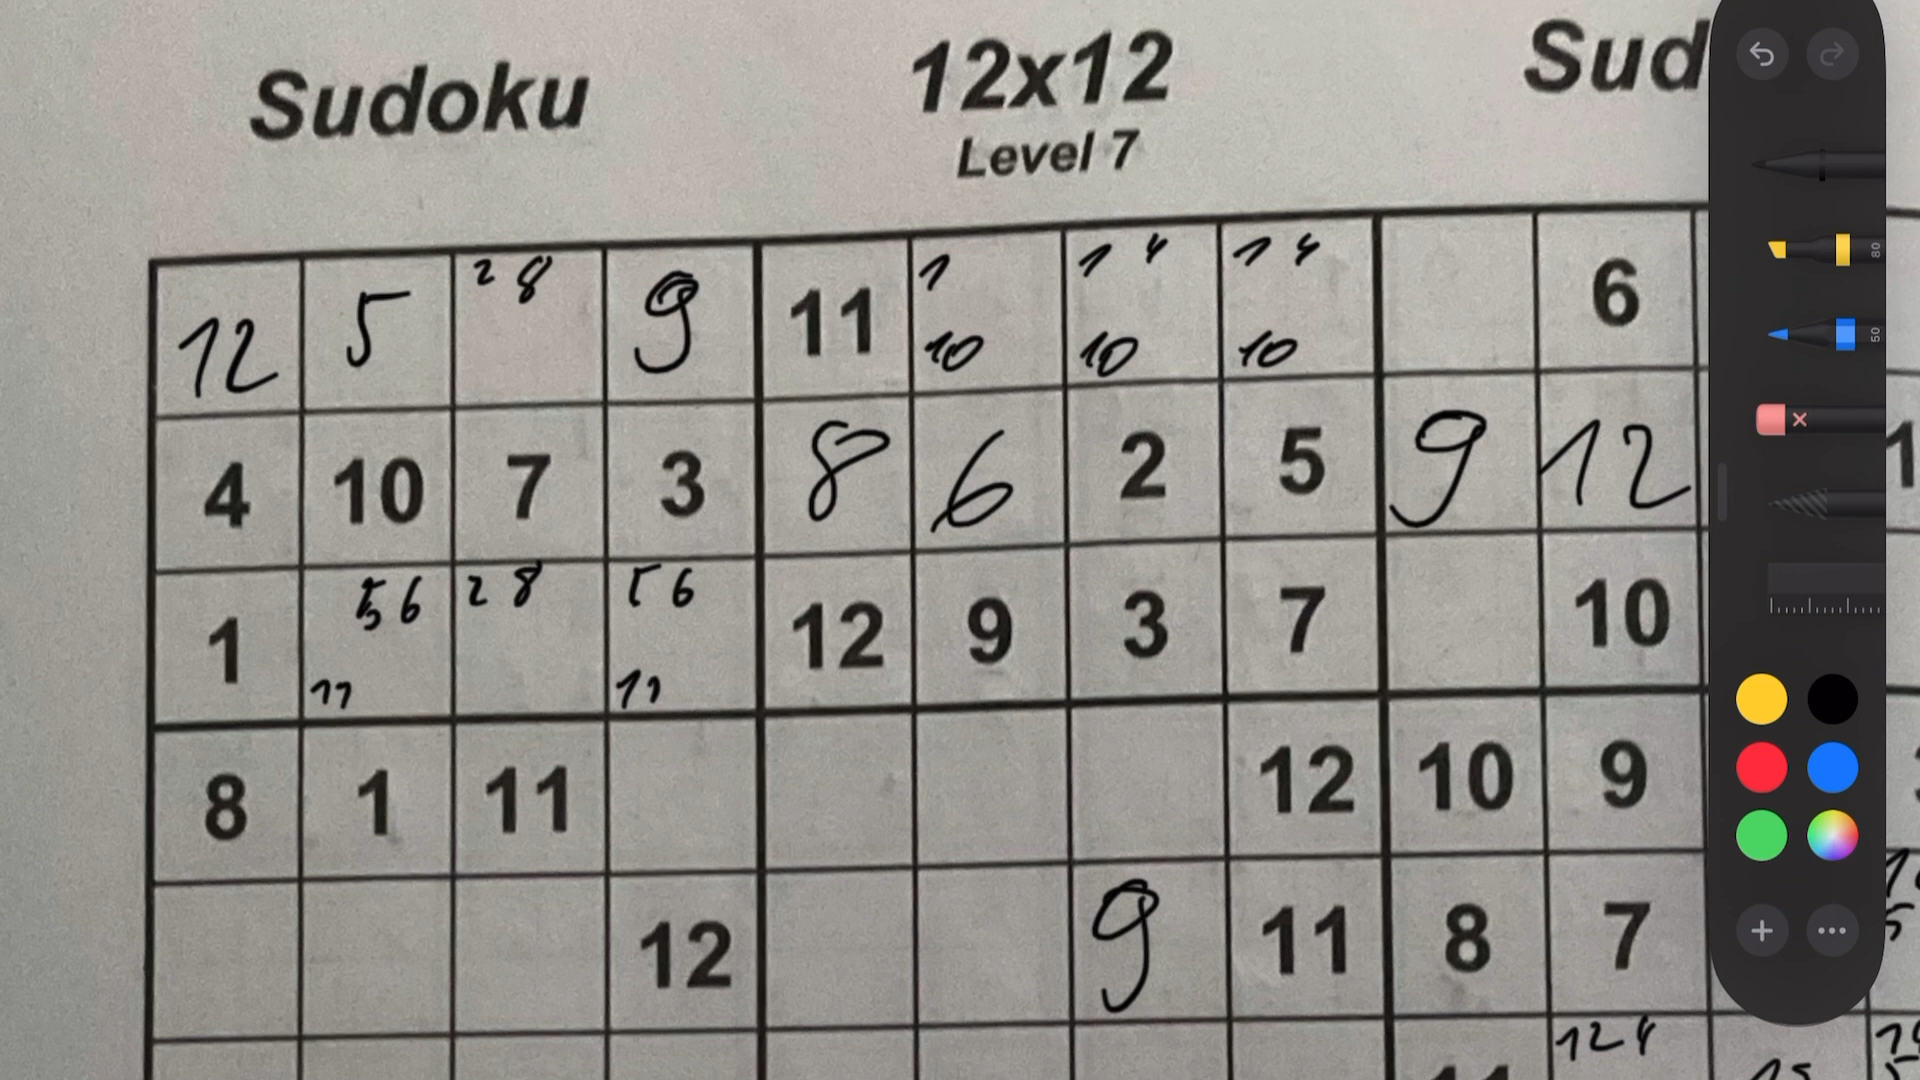 Sudoku 12x12 Sud
Level 7
12 5 2 8 9 11 1 10 1 4 10 1 4 10 6
4 10 7 3 8 6 2 5 9 12 1
1 5 6 11 2 8 5 6 11 12 9 3 7 10
8 1 11 12 10 9
12 9 11 8 7
1 2 4
80
50